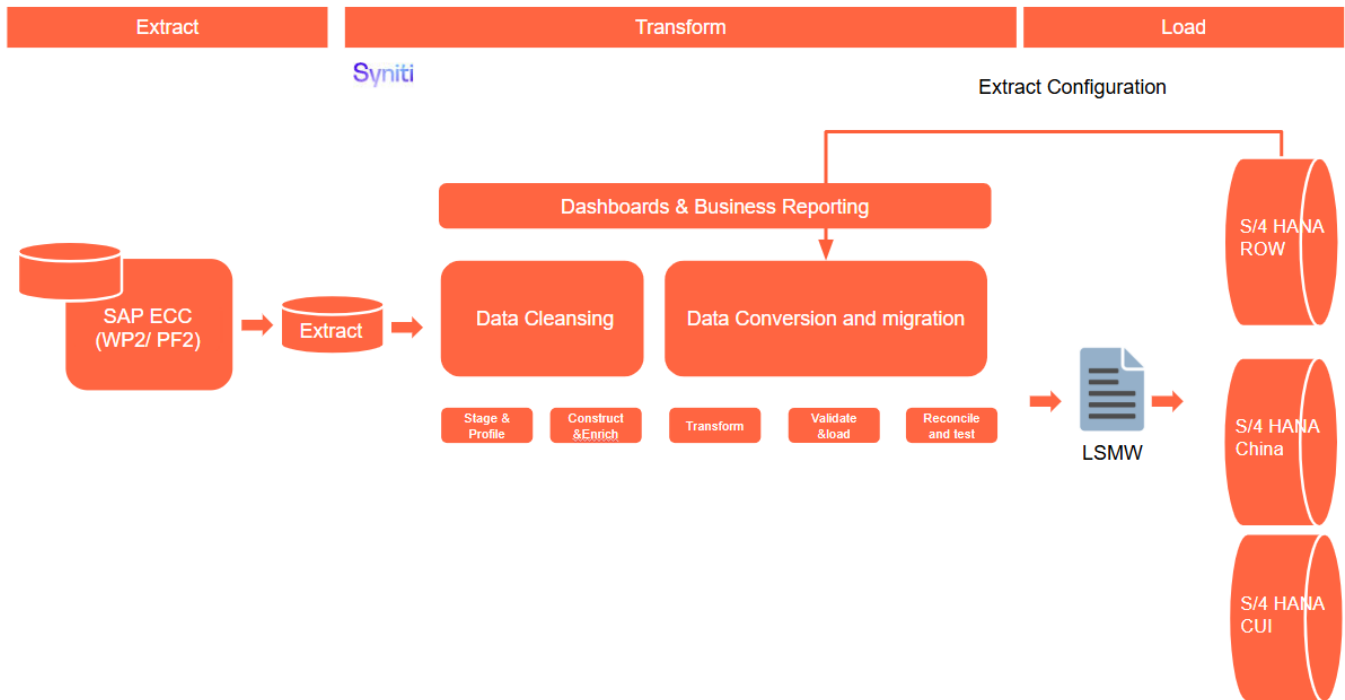 Extract
Transform
Load
Syniti
Extract Configuration
Dashboards & Business Reporting
S/4 HANA
ROW
SAP ECC
(WP2/ PF2)
Extract
Data Cleansing
Data Conversion and migration
Stage &
Profile
Construct
&Enrich
Transform
Validate
&load
Reconcile
and test
LSMW
S/4 HANA
China
S/4 HANA
CUI